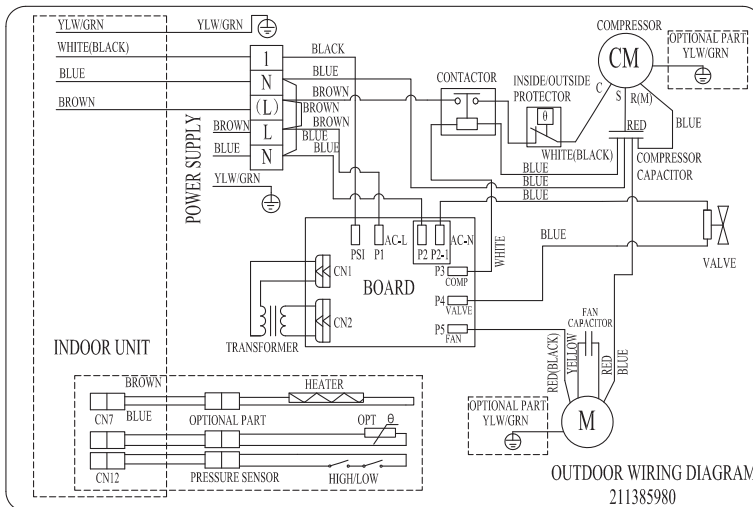 YLW/GRN YLW/GRN
WHITE(BLACK)
BLUE
BROWN
1
N
(L)
L
N
BLACK
BLUE
BROWN
BROWN
BROWN
BLUE
BLUE
BROWN
BLUE
YLW/GRN
POWER SUPPLY
CONTACTOR
INSIDE/OUTSIDE
PROTECTOR
θ
COMPRESSOR
CM
C S R(M)
OPTIONAL PART
YLW/GRN
RED
BLUE
WHITE(BLACK)
COMPRESSOR
CAPACITOR
BLUE
BLUE
BLUE
PSI P1 AC-L P2 P2-1 AC-N
WHITE
BLUE
VALVE
BOARD
P3
COMP
P4
VALVE
P5
FAN
CN1
CN2
TRANSFORMER
INDOOR UNIT
FAN
CAPACITOR
RED(BLACK)
YELLOW
RED
BLUE
M
OPTIONAL PART
YLW/GRN
BROWN
HEATER
CN7
BLUE
OPTIONAL PART
OPT θ
CN12
PRESSURE SENSOR
HIGH/LOW
OUTDOOR WIRING DIAGRAM
211385980